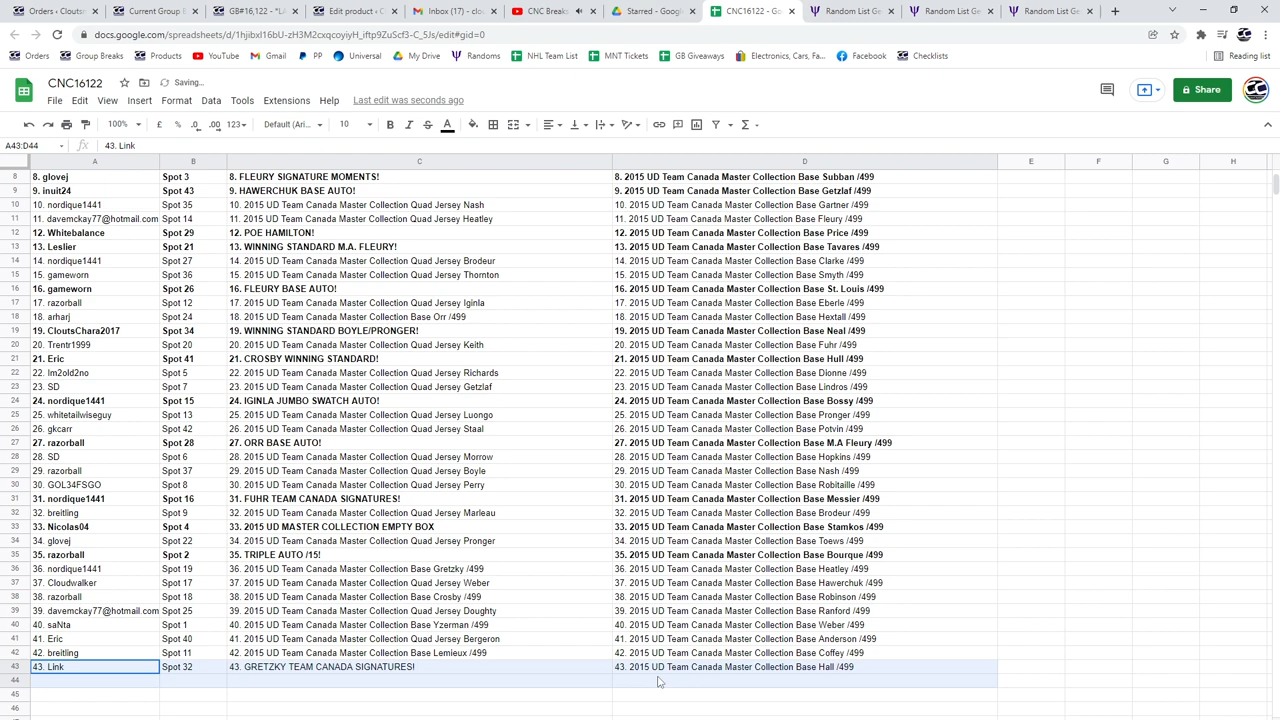 Orders ‹ Clouts
Current Group B
GB#16,122 - *Li
Edit product ‹ C
Inbox (17) - clo
CNC Breaks
Starred - Google
CNC16122 - Goo
Random List Ge
Random List Ge
Random List Ge
docs.google.com/spreadsheets/d/1hjibxI16bU-zH3M2cxqcoyiyH_iftp9ZuScf3-C_5Js/edit#gid=0
Orders Group Breaks Products YouTube Gmail PP Universal My Drive Randoms NHL Team List MNT Tickets GB Giveaways Electronics, Cars, Fa... Facebook Checklists Reading list
CNC16122 Saving...
File Edit View Insert Format Data Tools Extensions Help Last edit was seconds ago
Share
100% £ % .0 .00 123 Default (Ari... 10
A43:D44 fx 43. Link
A B C D E F G H
8 8. glovej Spot 3 8. FLEURY SIGNATURE MOMENTS! 8. 2015 UD Team Canada Master Collection Base Subban /499
9 9. inuit24 Spot 43 9. HAWERCHUK BASE AUTO! 9. 2015 UD Team Canada Master Collection Base Getzlaf /499
10 10. nordique1441 Spot 35 10. 2015 UD Team Canada Master Collection Quad Jersey Nash 10. 2015 UD Team Canada Master Collection Base Gartner /499
11 11. davemckay77@hotmail.com Spot 14 11. 2015 UD Team Canada Master Collection Quad Jersey Heatley 11. 2015 UD Team Canada Master Collection Base Fleury /499
12 12. Whitebalance Spot 29 12. POE HAMILTON! 12. 2015 UD Team Canada Master Collection Base Price /499
13 13. Leslier Spot 21 13. WINNING STANDARD M.A. FLEURY! 13. 2015 UD Team Canada Master Collection Base Tavares /499
14 14. nordique1441 Spot 27 14. 2015 UD Team Canada Master Collection Quad Jersey Brodeur 14. 2015 UD Team Canada Master Collection Base Clarke /499
15 15. gameworn Spot 36 15. 2015 UD Team Canada Master Collection Quad Jersey Thornton 15. 2015 UD Team Canada Master Collection Base Smyth /499
16 16. gameworn Spot 26 16. FLEURY BASE AUTO! 16. 2015 UD Team Canada Master Collection Base St. Louis /499
17 17. razorball Spot 12 17. 2015 UD Team Canada Master Collection Quad Jersey Iginla 17. 2015 UD Team Canada Master Collection Base Eberle /499
18 18. arharj Spot 24 18. 2015 UD Team Canada Master Collection Base Orr /499 18. 2015 UD Team Canada Master Collection Base Hextall /499
19 19. CloutsChara2017 Spot 34 19. WINNING STANDARD BOYLE/PRONGER! 19. 2015 UD Team Canada Master Collection Base Neal /499
20 20. Trentr1999 Spot 20 20. 2015 UD Team Canada Master Collection Quad Jersey Keith 20. 2015 UD Team Canada Master Collection Base Fuhr /499
21 21. Eric Spot 41 21. CROSBY WINNING STANDARD! 21. 2015 UD Team Canada Master Collection Base Hull /499
22 22. Im2old2no Spot 5 22. 2015 UD Team Canada Master Collection Quad Jersey Richards 22. 2015 UD Team Canada Master Collection Base Dionne /499
23 23. SD Spot 7 23. 2015 UD Team Canada Master Collection Quad Jersey Getzlaf 23. 2015 UD Team Canada Master Collection Base Lindros /499
24 24. nordique1441 Spot 15 24. IGINLA JUMBO SWATCH AUTO! 24. 2015 UD Team Canada Master Collection Base Bossy /499
25 25. whitetailwiseguy Spot 13 25. 2015 UD Team Canada Master Collection Quad Jersey Luongo 25. 2015 UD Team Canada Master Collection Base Pronger /499
26 26. gkcarr Spot 42 26. 2015 UD Team Canada Master Collection Quad Jersey Staal 26. 2015 UD Team Canada Master Collection Base Potvin /499
27 27. razorball Spot 28 27. ORR BASE AUTO! 27. 2015 UD Team Canada Master Collection Base M.A Fleury /499
28 28. SD Spot 6 28. 2015 UD Team Canada Master Collection Quad Jersey Morrow 28. 2015 UD Team Canada Master Collection Base Hopkins /499
29 29. razorball Spot 37 29. 2015 UD Team Canada Master Collection Quad Jersey Boyle 29. 2015 UD Team Canada Master Collection Base Nash /499
30 30. GOL34FSGO Spot 8 30. 2015 UD Team Canada Master Collection Quad Jersey Perry 30. 2015 UD Team Canada Master Collection Base Robitaille /499
31 31. nordique1441 Spot 16 31. FUHR TEAM CANADA SIGNATURES! 31. 2015 UD Team Canada Master Collection Base Messier /499
32 32. breitling Spot 9 32. 2015 UD Team Canada Master Collection Quad Jersey Marleau 32. 2015 UD Team Canada Master Collection Base Brodeur /499
33 33. Nicolas04 Spot 4 33. 2015 UD MASTER COLLECTION EMPTY BOX 33. 2015 UD Team Canada Master Collection Base Stamkos /499
34 34. glovej Spot 22 34. 2015 UD Team Canada Master Collection Quad Jersey Pronger 34. 2015 UD Team Canada Master Collection Base Toews /499
35 35. razorball Spot 2 35. TRIPLE AUTO /15! 35. 2015 UD Team Canada Master Collection Base Bourque /499
36 36. nordique1441 Spot 19 36. 2015 UD Team Canada Master Collection Base Gretzky /499 36. 2015 UD Team Canada Master Collection Base Heatley /499
37 37. Cloudwalker Spot 17 37. 2015 UD Team Canada Master Collection Quad Jersey Weber 37. 2015 UD Team Canada Master Collection Base Hawerchuk /499
38 38. razorball Spot 18 38. 2015 UD Team Canada Master Collection Base Crosby /499 38. 2015 UD Team Canada Master Collection Base Robinson /499
39 39. davemckay77@hotmail.com Spot 25 39. 2015 UD Team Canada Master Collection Quad Jersey Doughty 39. 2015 UD Team Canada Master Collection Base Ranford /499
40 40. saNta Spot 1 40. 2015 UD Team Canada Master Collection Base Yzerman /499 40. 2015 UD Team Canada Master Collection Base Weber /499
41 41. Eric Spot 40 41. 2015 UD Team Canada Master Collection Quad Jersey Bergeron 41. 2015 UD Team Canada Master Collection Base Anderson /499
42 42. breitling Spot 11 42. 2015 UD Team Canada Master Collection Base Lemieux /499 42. 2015 UD Team Canada Master Collection Base Coffey /499
43 43. Link Spot 32 43. GRETZKY TEAM CANADA SIGNATURES! 43. 2015 UD Team Canada Master Collection Base Hall /499
44
45
46